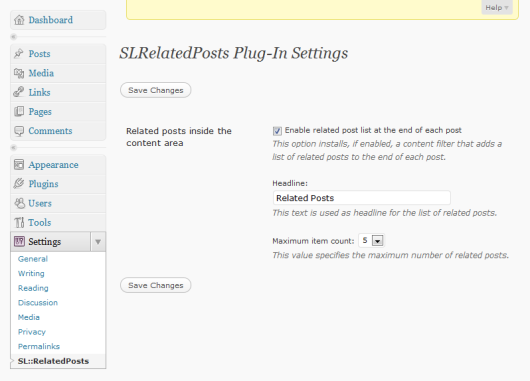 Help
Dashboard
Posts
Media
Links
Pages
Comments
Appearance
Plugins
Users
Tools
Settings
General
Writing
Reading
Discussion
Media
Privacy
Permalinks
SL::RelatedPosts
SLRelatedPosts Plug-In Settings
Save Changes
Related posts inside the
content area
Enable related post list at the end of each post
This option installs, if enabled, a content filter that adds a
list of related posts to the end of each post.
Headline:
Related Posts
This text is used as headline for the list of related posts.
Maximum item count: 5
This value specifies the maximum number of related posts.
Save Changes